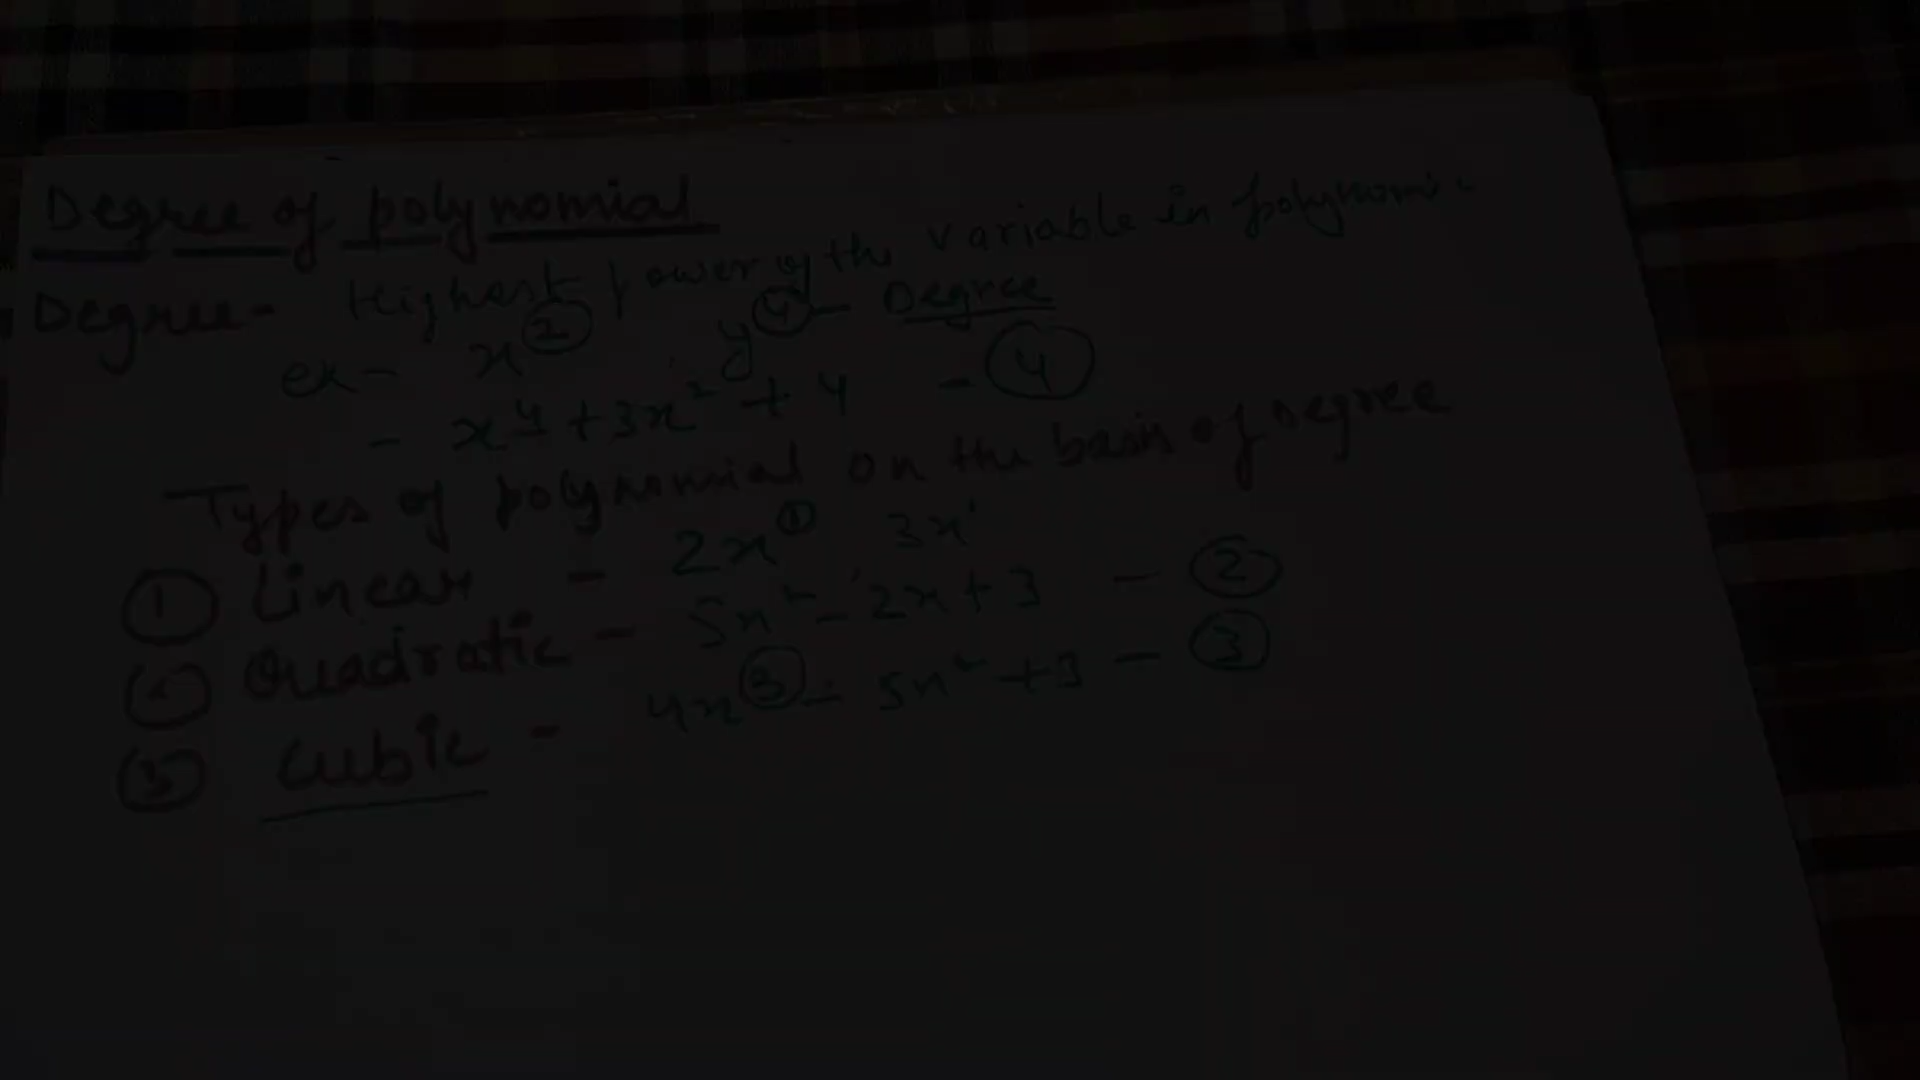 Degree of polynomial
Degree - Highest power of the variable in polynomi
ex - x² y⁴ - Degree
- x⁴ + 3x² + 4 - 4
Types of polynomial on the basis of Degree
1 Linear - 2x¹ 3x¹
2 Quadratic - 5x² - 2x + 3 - 2
3 Cubic - 4x³ - 5x² + 3 - 3